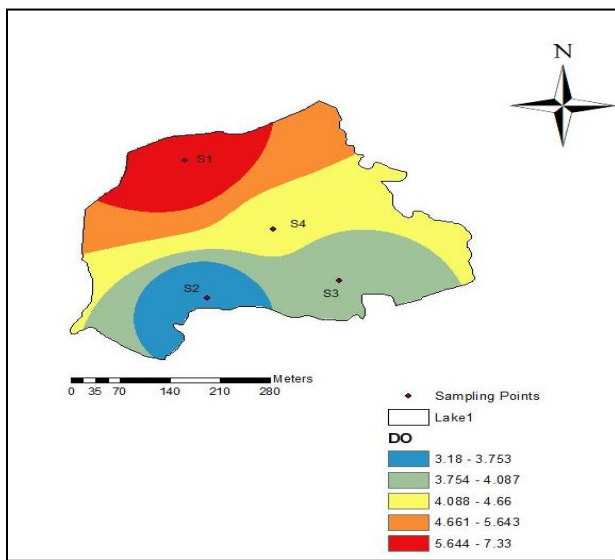 N
S1
S4
S2
S3
Meters
0 35 70 140 210 280
Sampling Points
Lake1
DO
3.18 - 3.753
3.754 - 4.087
4.088 - 4.66
4.661 - 5.643
5.644 - 7.33